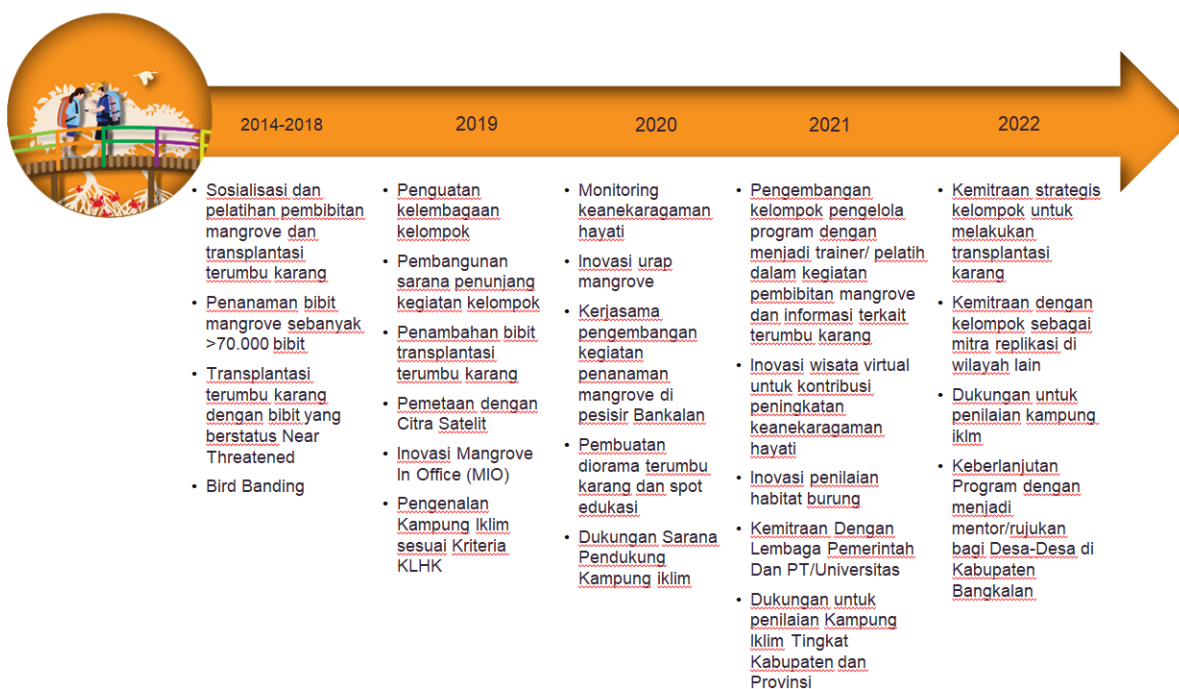 2014-2018
2019
2020
2021
2022
• Sosialisasi dan
pelatihan pembibitan
mangrove dan
transplantasi
terumbu karang
• Penanaman bibit
mangrove sebanyak
>70.000 bibit
• Transplantasi
terumbu karang
dengan bibit yang
berstatus Near
Threatened
• Bird Banding
• Penguatan
kelembagaan
kelompok
• Pembangunan
sarana penunjang
kegiatan kelompok
• Penambahan bibit
transplantasi
terumbu karang
• Pemetaan dengan
Citra Satelit
• Inovasi Mangrove
In Office (MIO)
• Pengenalan
Kampung Iklim
sesuai Kriteria
KLHK
• Monitoring
keanekaragaman
hayati
• Inovasi urap
mangrove
• Kerjasama
pengembangan
kegiatan
penanaman
mangrove di
pesisir Bankalan
• Pembuatan
diorama terumbu
karang dan spot
edukasi
• Dukungan Sarana
Pendukung
Kampung iklim
• Pengembangan
kelompok pengelola
program dengan
menjadi trainer/ pelatih
dalam kegiatan
pembibitan mangrove
dan informasi terkait
terumbu karang
• Inovasi wisata virtual
untuk kontribusi
peningkatan
keanekaragaman
hayati
• Inovasi penilaian
habitat burung
• Kemitraan Dengan
Lembaga Pemerintah
Dan PT/Universitas
• Dukungan untuk
penilaian Kampung
Iklim Tingkat
Kabupaten dan
Provinsi
• Kemitraan strategis
kelompok untuk
melakukan
transplantasi
karang
• Kemitraan dengan
kelompok sebagai
mitra replikasi di
wilayah lain
• Dukungan untuk
penilaian kampung
iklm
• Keberlanjutan
Program dengan
menjadi
mentor/rujukan
bagi Desa-Desa di
Kabupaten
Bangkalan